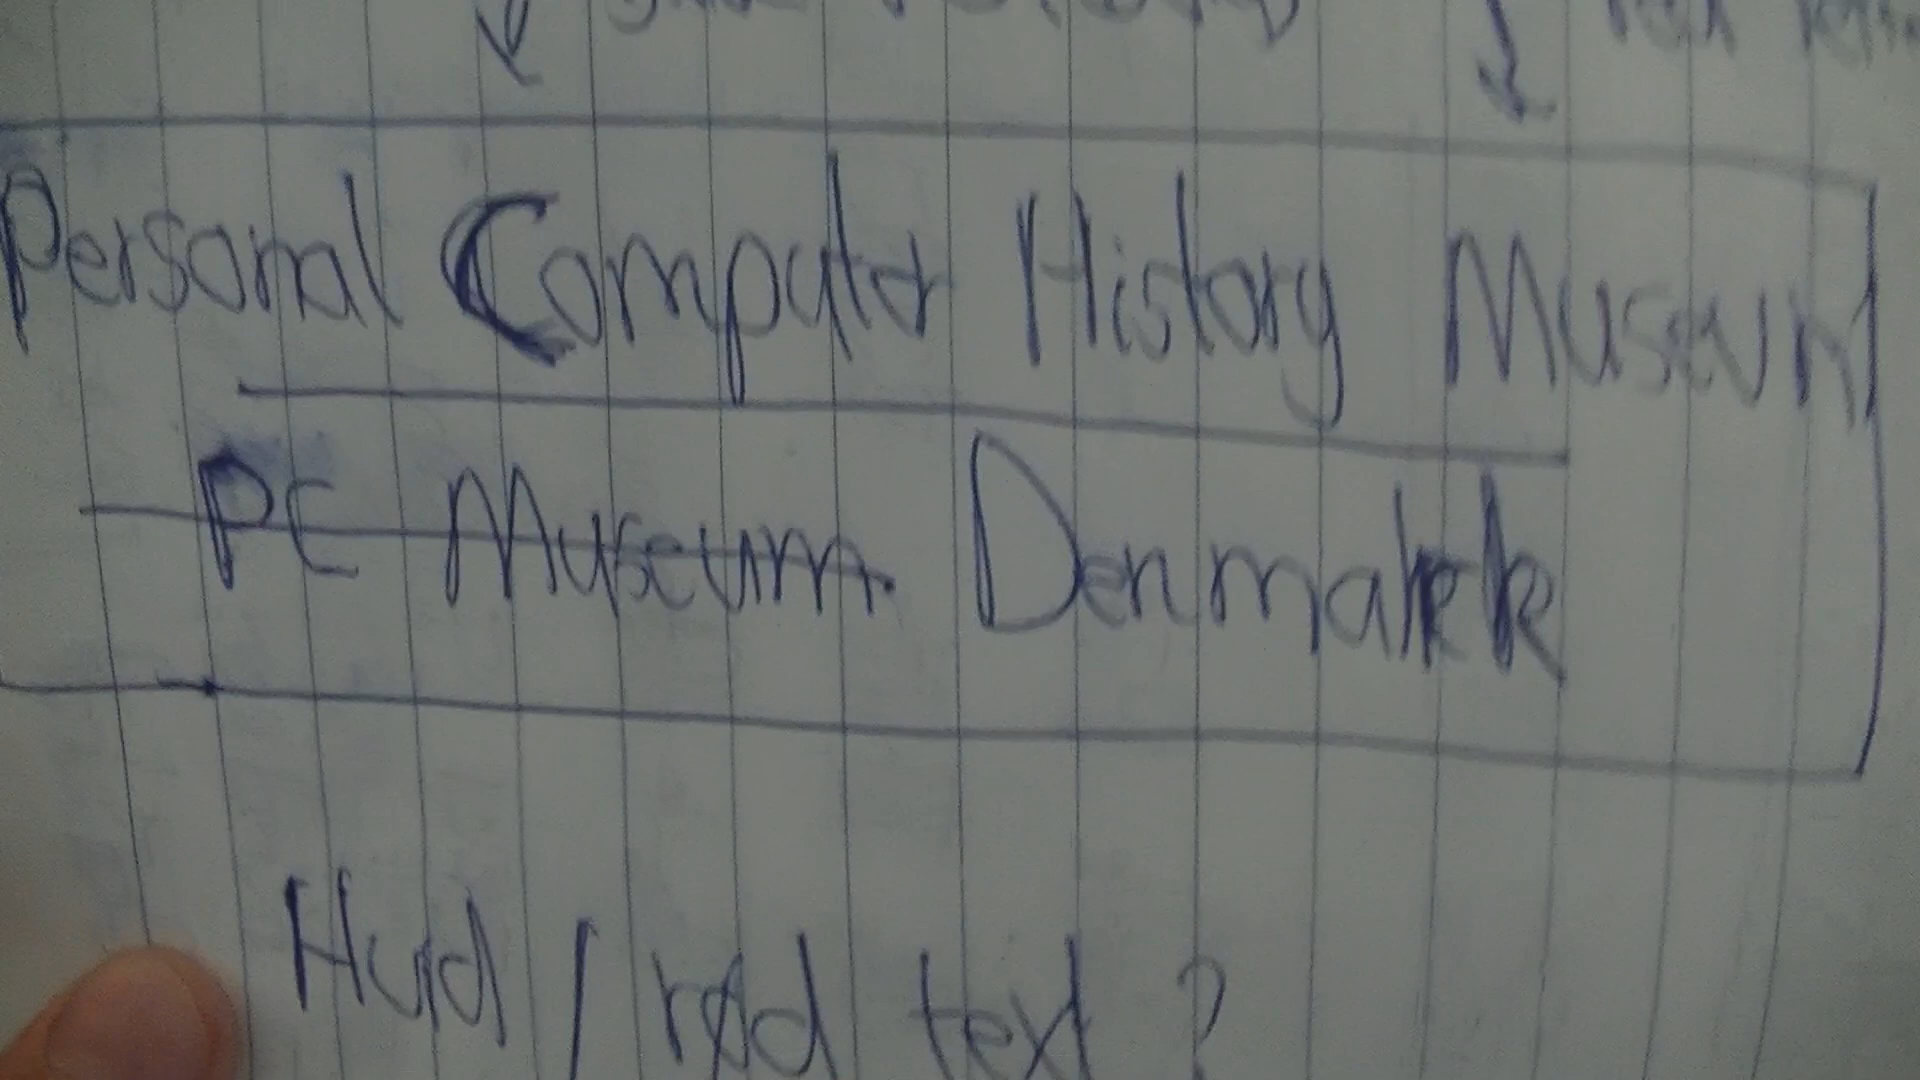 Personal Computer History Museum
PC Museum Denmark
Hvid / rød text ?